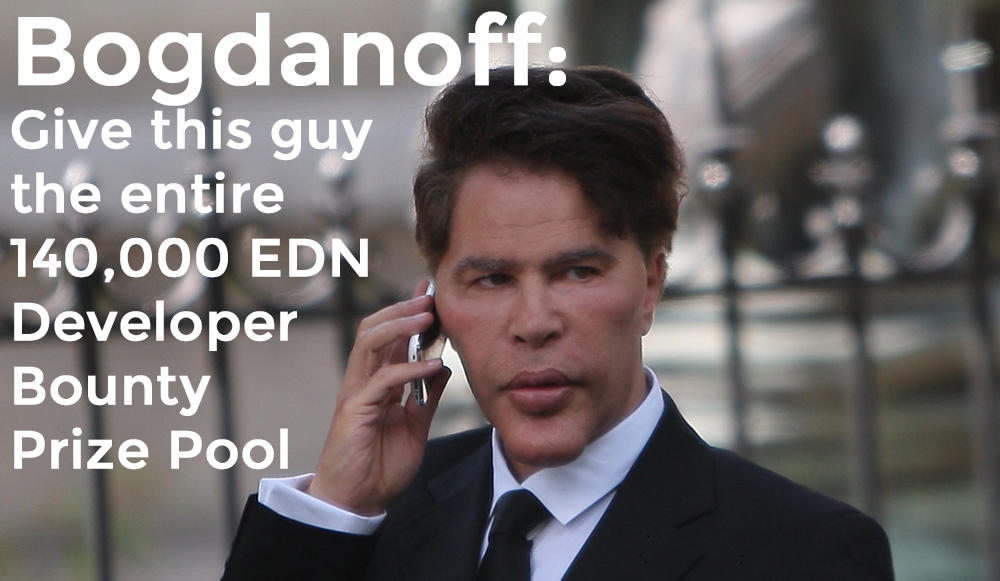 Bogdanoff:
Give this guy
the entire
140,000 EDN
Developer
Bounty
Prize Pool